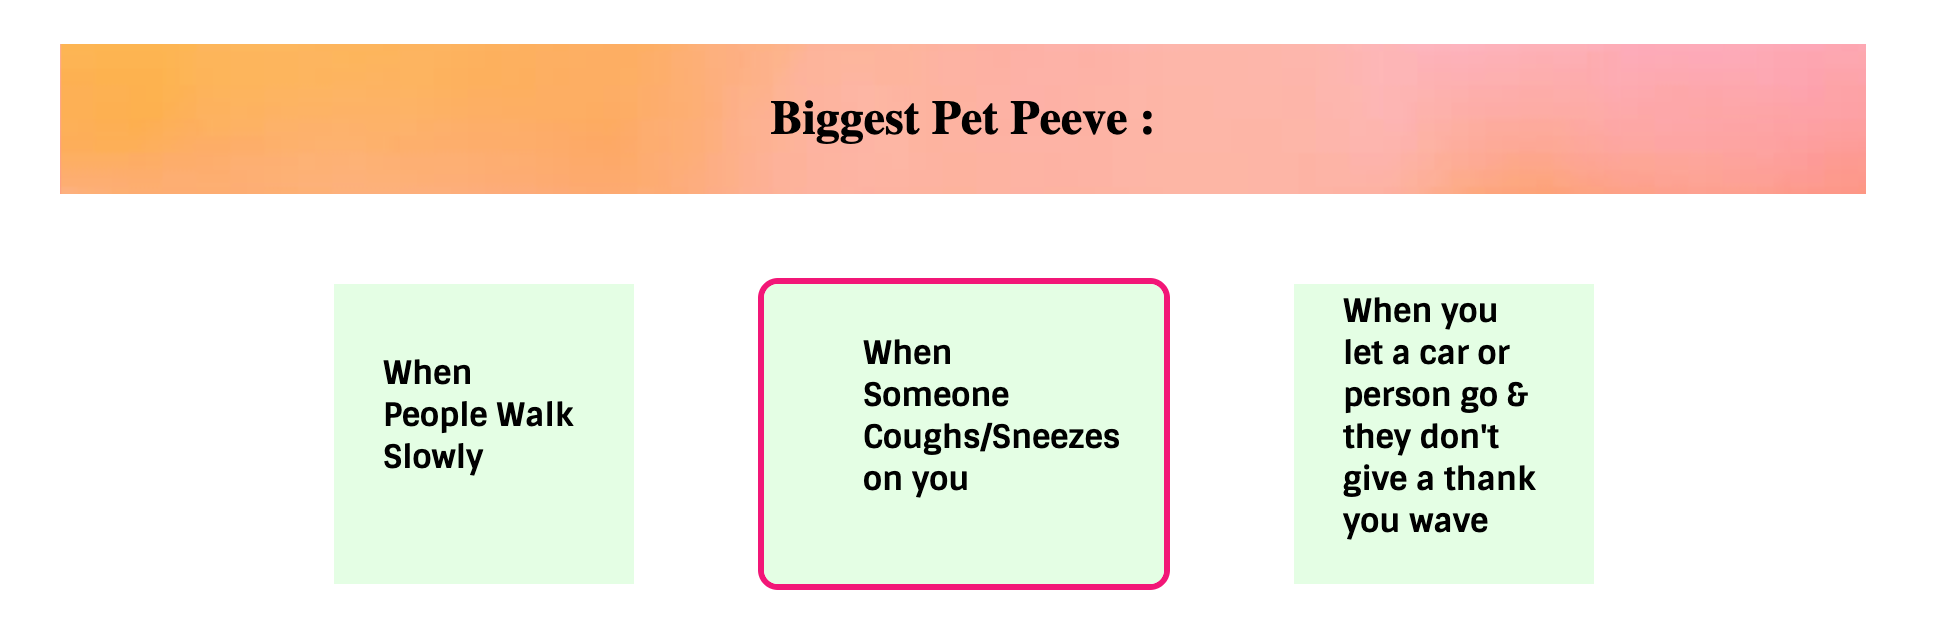 Biggest Pet Peeve :
When
People Walk
Slowly
When
Someone
Coughs/Sneezes
on you
When you
let a car or
person go &
they don't
give a thank
you wave